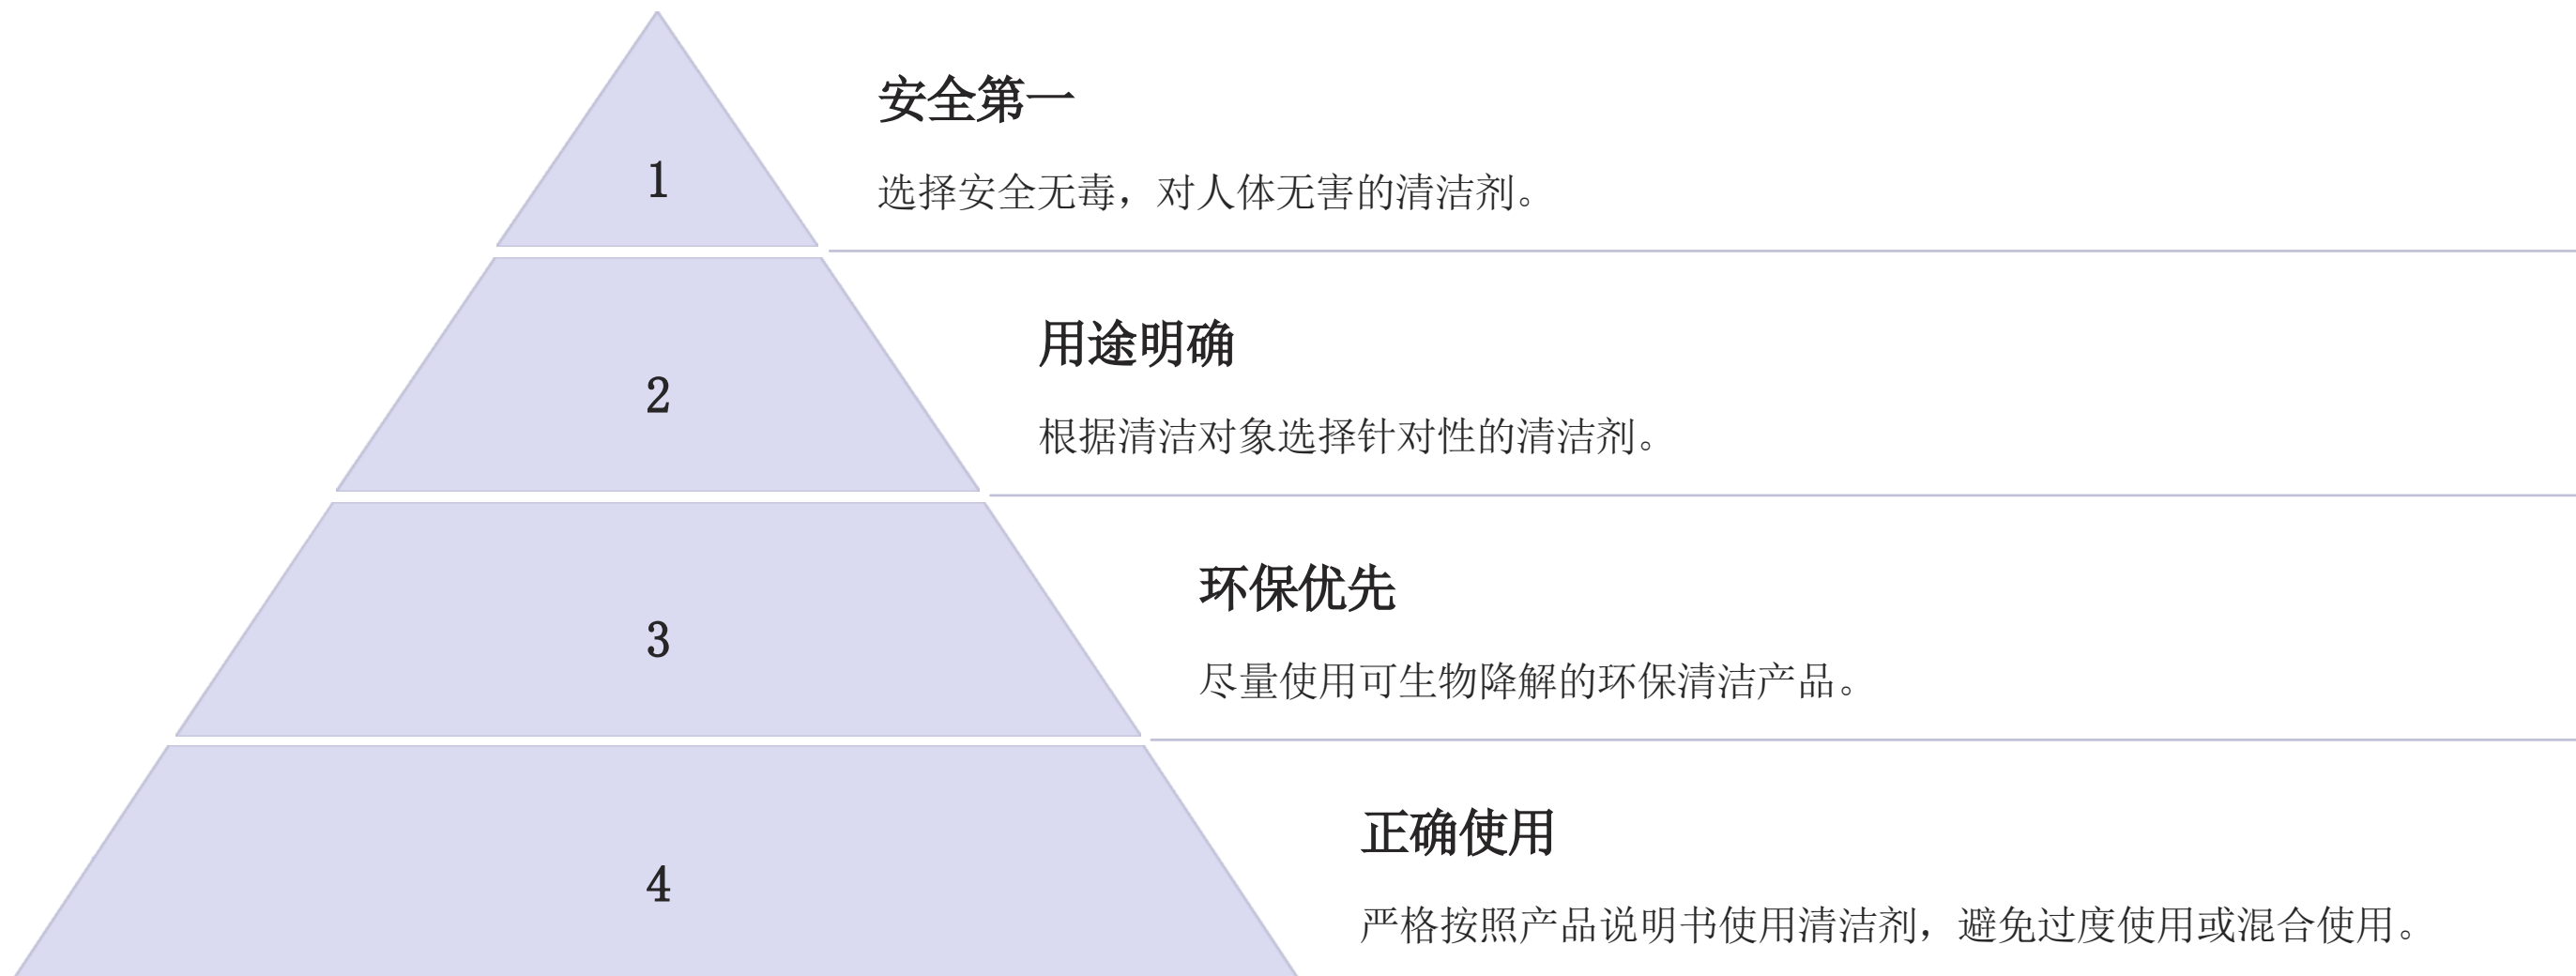 1
安全第一
选择安全无毒，对人体无害的清洁剂。
2
用途明确
根据清洁对象选择针对性的清洁剂。
3
环保优先
尽量使用可生物降解的环保清洁产品。
4
正确使用
严格按照产品说明书使用清洁剂，避免过度使用或混合使用。